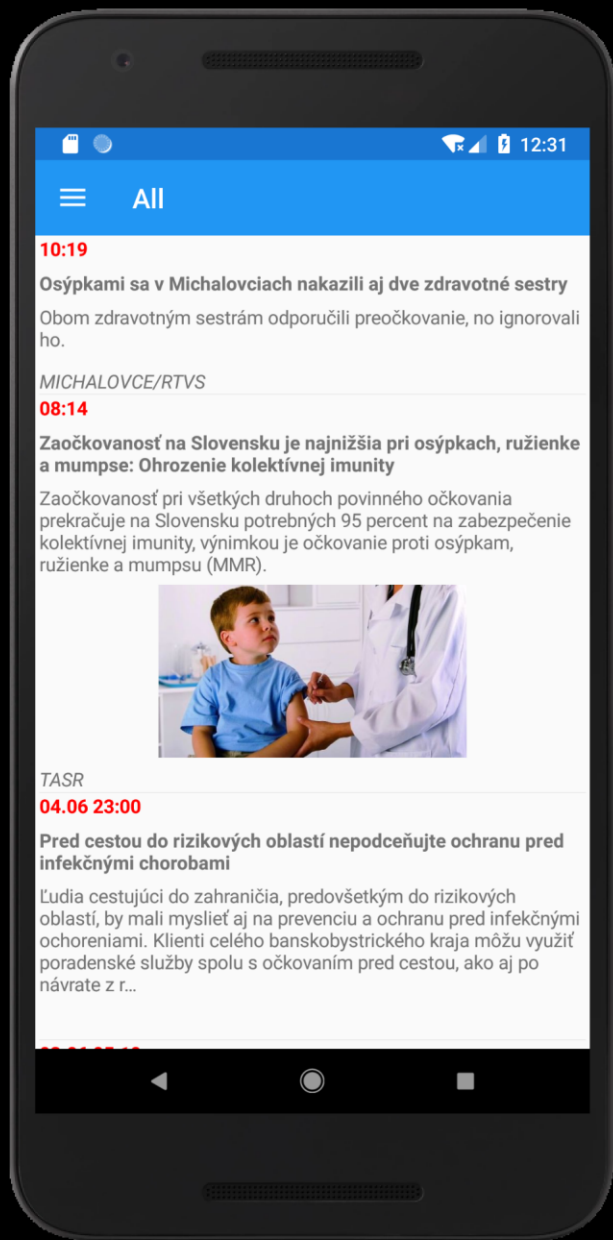 12:31
All
10:19
Osýpkami sa v Michalovciach nakazili aj dve zdravotné sestry
Obom zdravotným sestrám odporučili preočkovanie, no ignorovali
ho.
MICHALOVCE/RTVS
08:14
Zaočkovanosť na Slovensku je najnižšia pri osýpkach, ružienke
a mumpse: Ohrozenie kolektívnej imunity
Zaočkovanosť pri všetkých druhoch povinného očkovania
prekračuje na Slovensku potrebných 95 percent na zabezpečenie
kolektívnej imunity, výnimkou je očkovanie proti osýpkam,
ružienke a mumpsu (MMR).
TASR
04.06 23:00
Pred cestou do rizikových oblastí nepodceňujte ochranu pred
infekčnými chorobami
Ľudia cestujúci do zahraničia, predovšetkým do rizikových
oblastí, by mali myslieť aj na prevenciu a ochranu pred infekčnými
ochoreniami. Klienti celého banskobystrického kraja môžu využiť
poradenské služby spolu s očkovaním pred cestou, ako aj po
návrate z r...